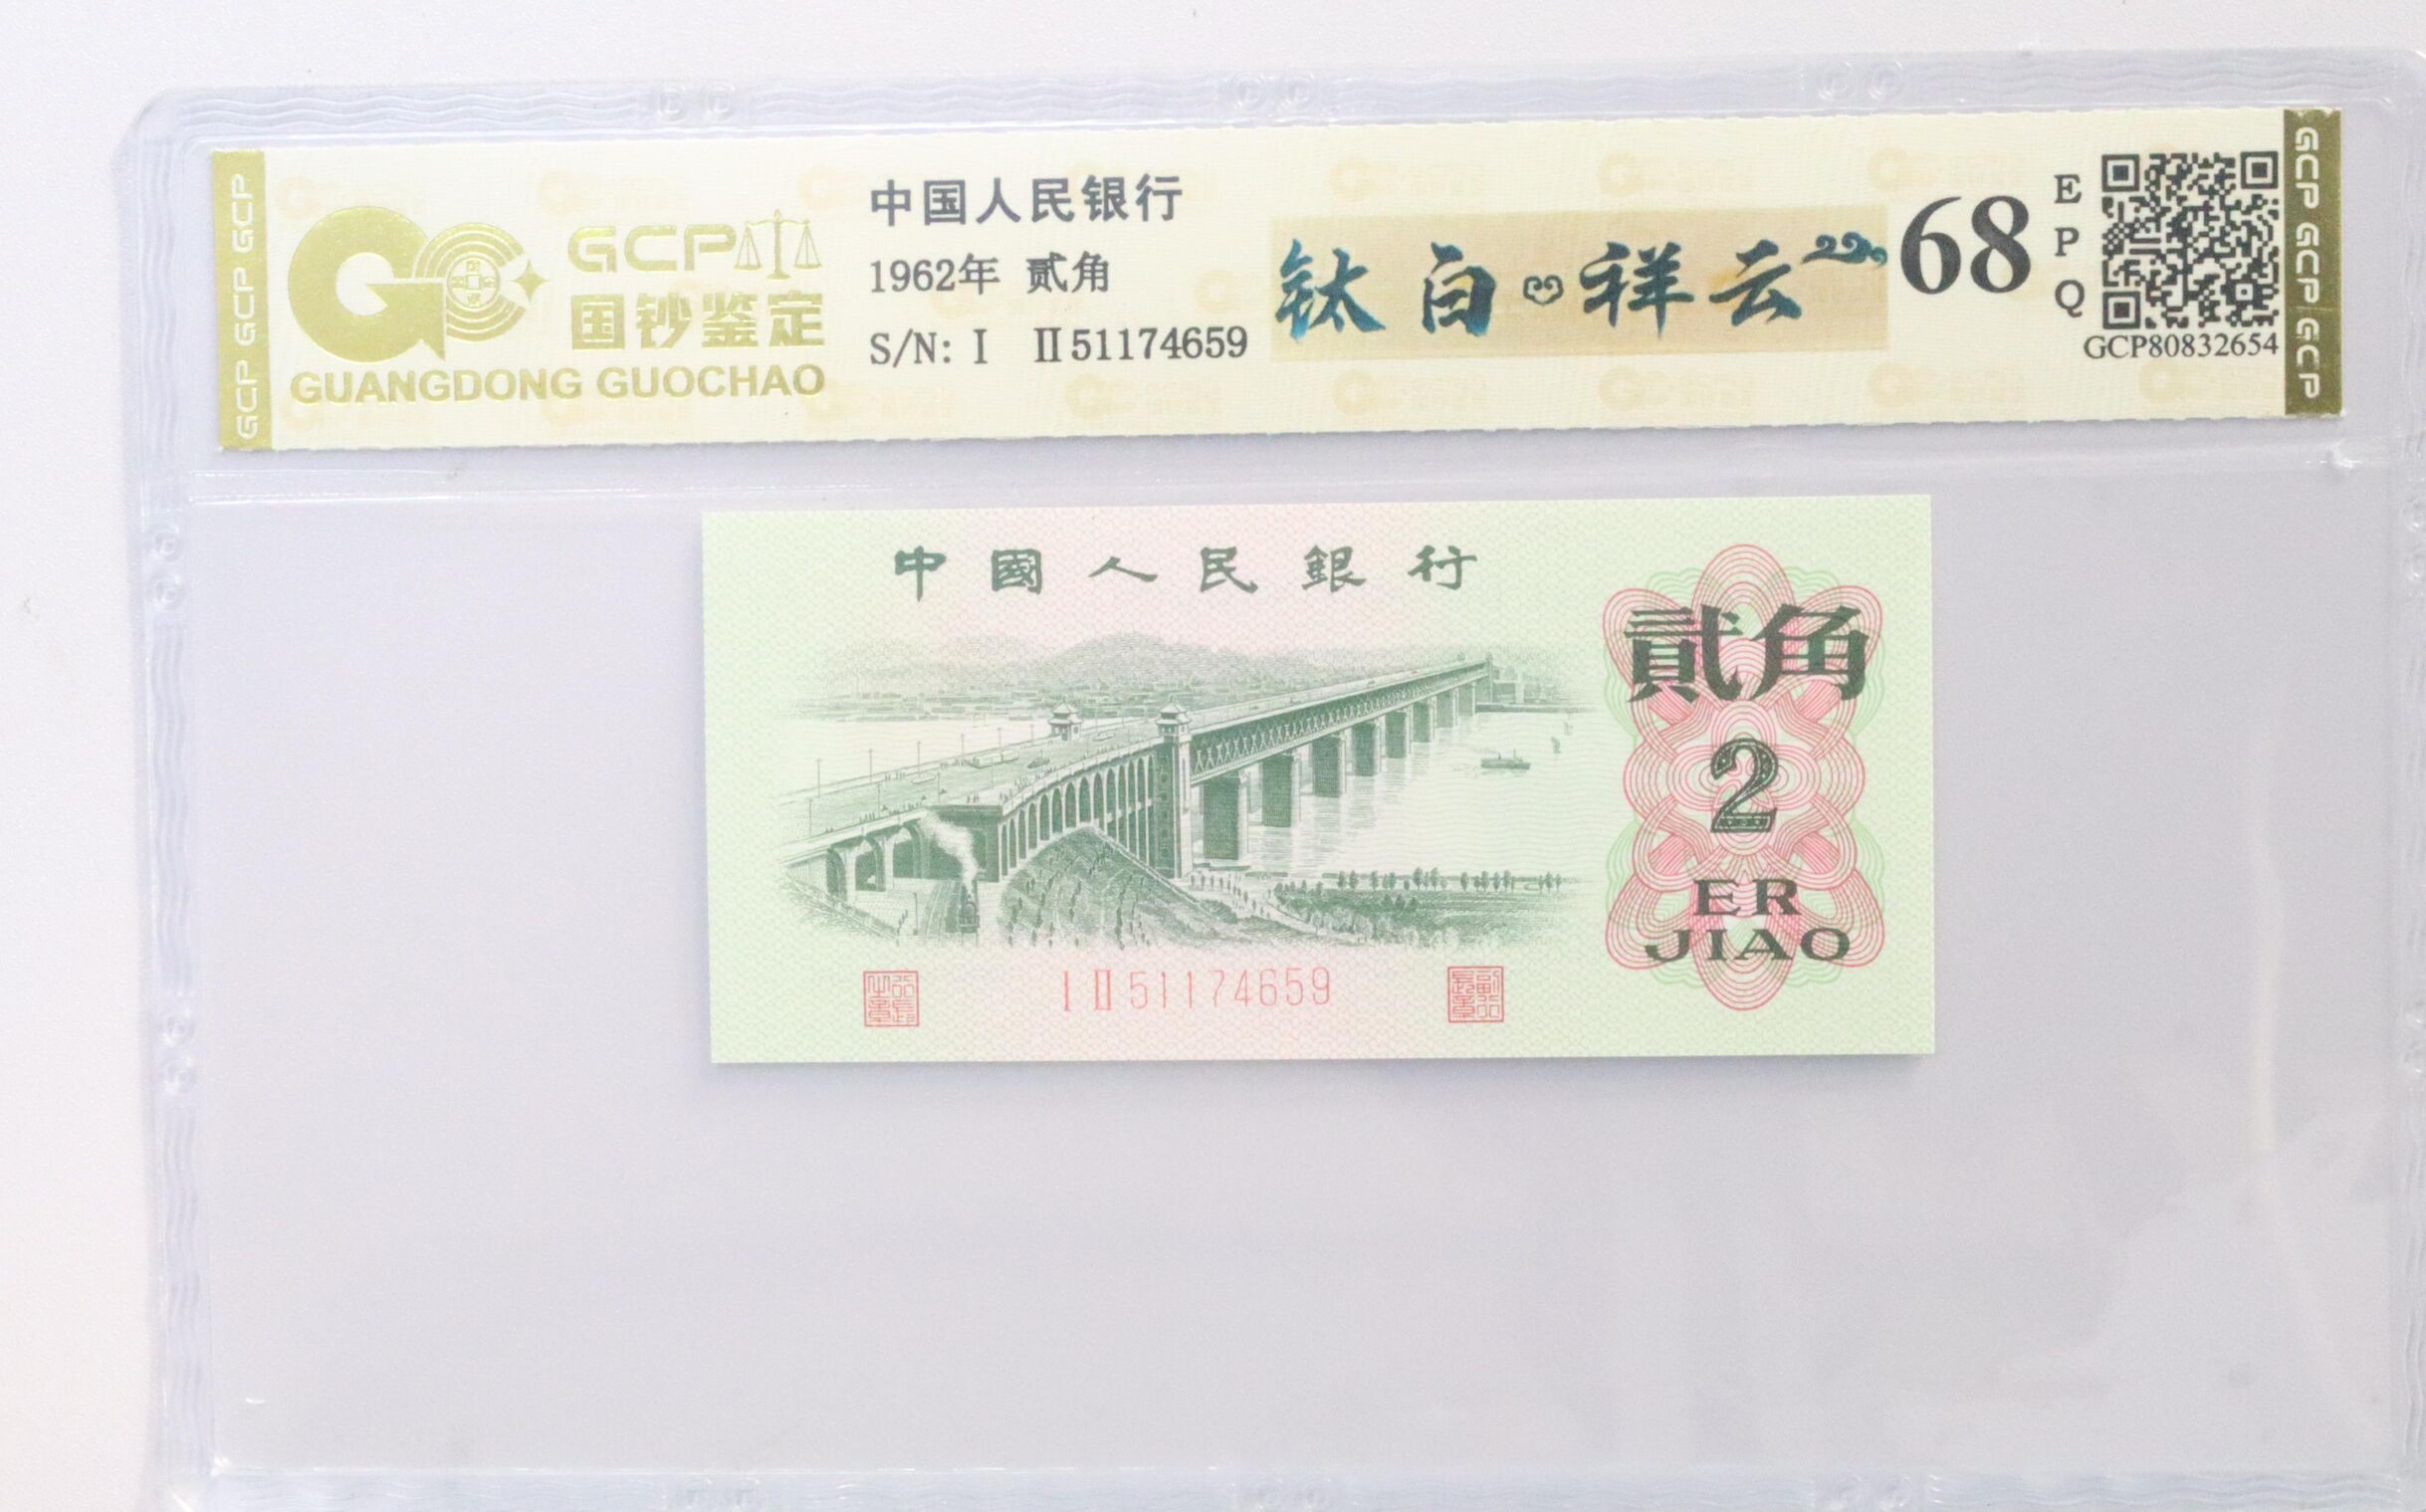 GCP GCP GCP
GCP
国钞鉴定
GUANGDONG GUOCHAO
中国人民银行
1962年 贰角
S/N: I II 51174659
钛白祥云
68
E
P
Q
GCP80832654
GCP GCP GCP
中國人民銀行
貳角
2
ER
JIAO
I II 51174659